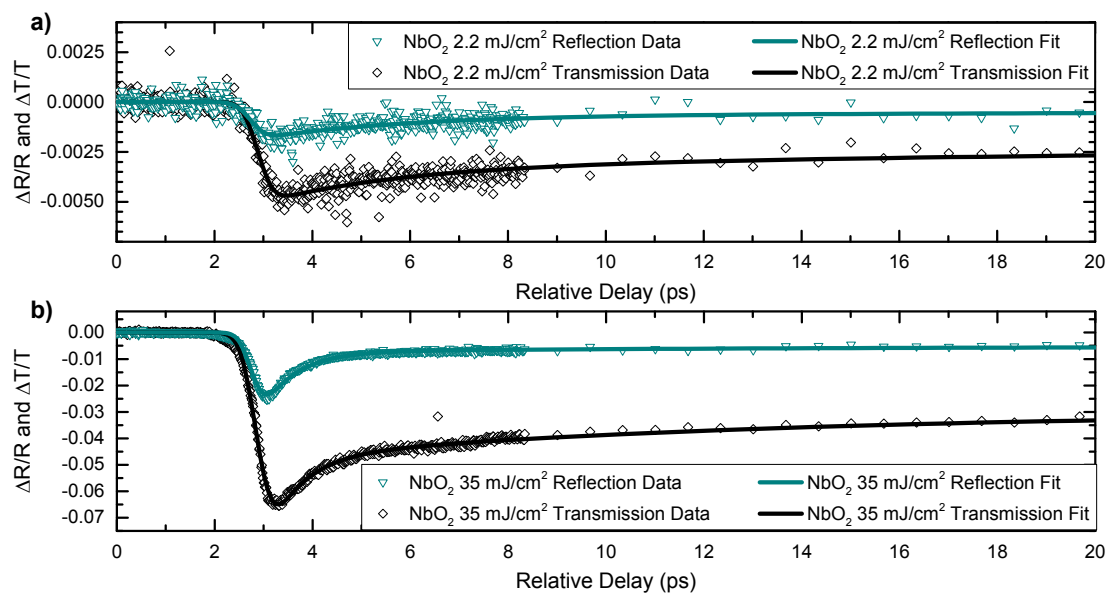 a)
NbO₂ 2.2 mJ/cm² Reflection Data NbO₂ 2.2 mJ/cm² Reflection Fit
NbO₂ 2.2 mJ/cm² Transmission Data NbO₂ 2.2 mJ/cm² Transmission Fit
0.0025
0.0000
-0.0025
-0.0050
ΔR/R and ΔT/T
0 2 4 6 8 10 12 14 16 18 20
Relative Delay (ps)
b)
0.00
-0.01
-0.02
-0.03
-0.04
-0.05
-0.06
-0.07
ΔR/R and ΔT/T
NbO₂ 35 mJ/cm² Reflection Data NbO₂ 35 mJ/cm² Reflection Fit
NbO₂ 35 mJ/cm² Transmission Data NbO₂ 35 mJ/cm² Transmission Fit
0 2 4 6 8 10 12 14 16 18 20
Relative Delay (ps)